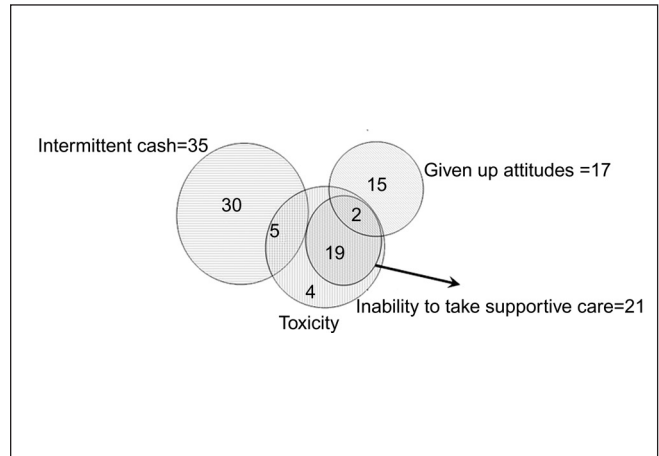 Intermittent cash=35
Given up attitudes =17
15
30
2
5
19
4
Inability to take supportive care=21
Toxicity